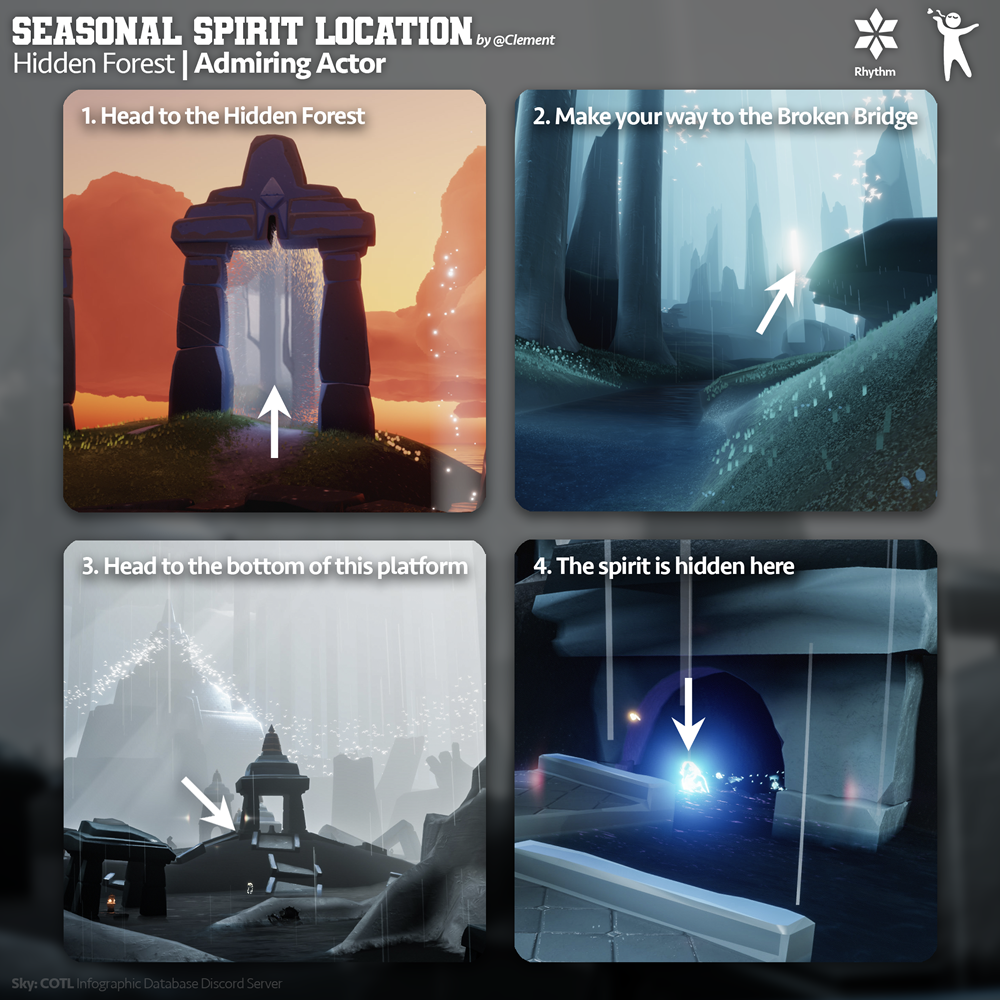 SEASONAL SPIRIT LOCATION by @Clement
Hidden Forest | Admiring Actor
Rhythm
1. Head to the Hidden Forest
2. Make your way to the Broken Bridge
3. Head to the bottom of this platform
4. The spirit is hidden here
Sky: COTL Infographic Database Discord Server